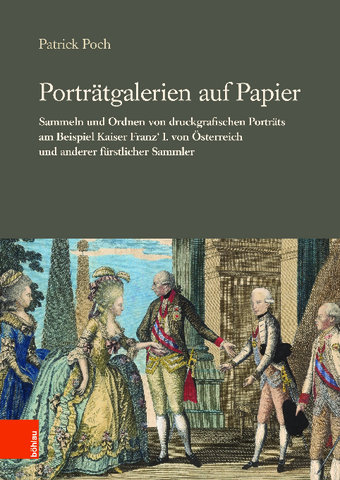 Patrick Poch
Porträtgalerien auf Papier
Sammeln und Ordnen von druckgrafischen Porträts
am Beispiel Kaiser Franz' I. von Österreich
und anderer fürstlicher Sammler
böhlau